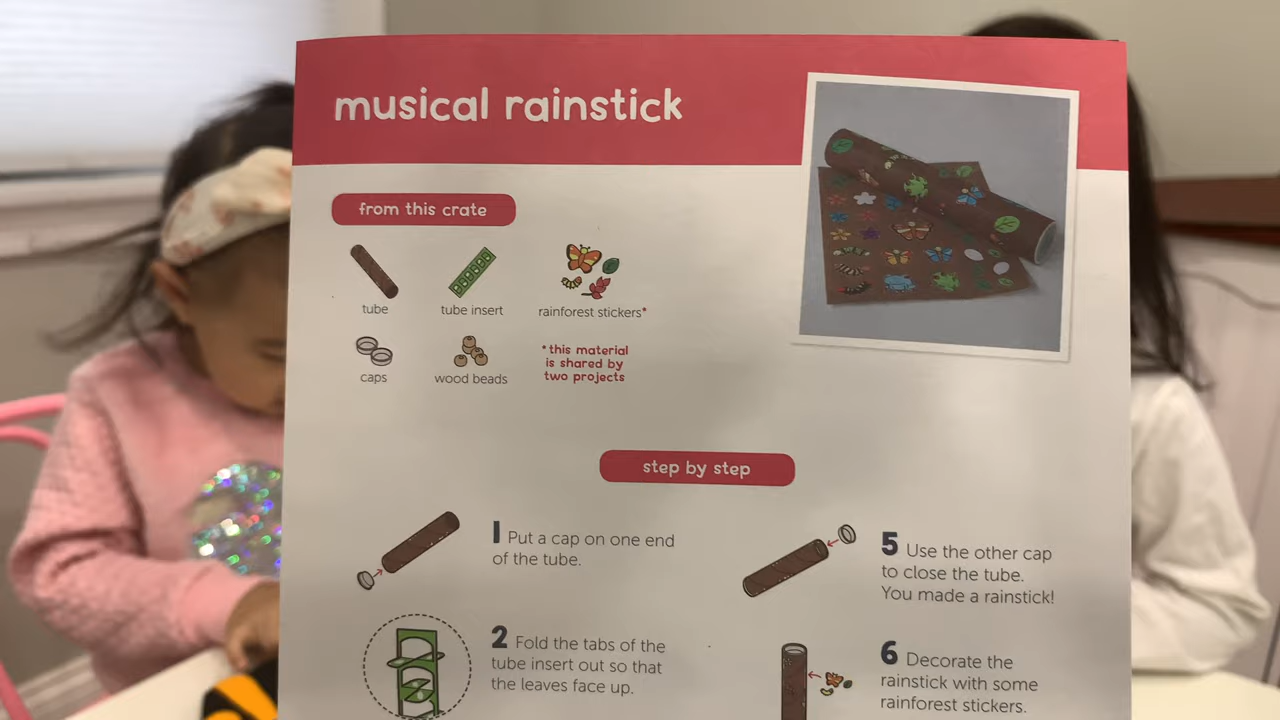 musical rainstick
from this crate
tube
tube insert
rainforest stickers*
caps
wood beads
*this material
is shared by
two projects
step by step
1 Put a cap on one end
of the tube.
2 Fold the tabs of the
tube insert out so that
the leaves face up.
5 Use the other cap
to close the tube.
You made a rainstick!
6 Decorate the
rainstick with some
rainforest stickers.